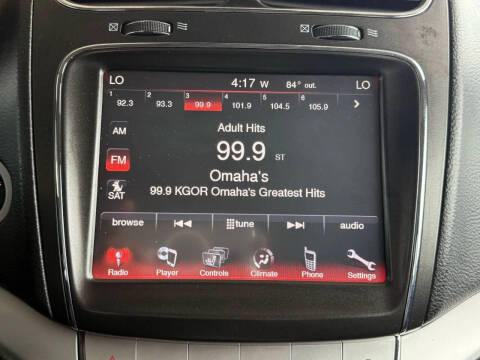 LO 4:17 W 84° out. LO
1 2 3 4 5 6
92.3 93.3 99.9 101.9 104.5 105.9
AM
Adult Hits
FM
99.9 ST
SAT
Omaha's
99.9 KGOR Omaha's Greatest Hits
browse tune audio
Radio Player Controls Climate Phone Settings